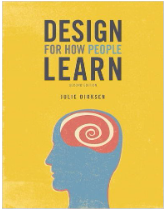 DESIGN
FOR HOW PEOPLE
LEARN
JULIE DIRKSEN